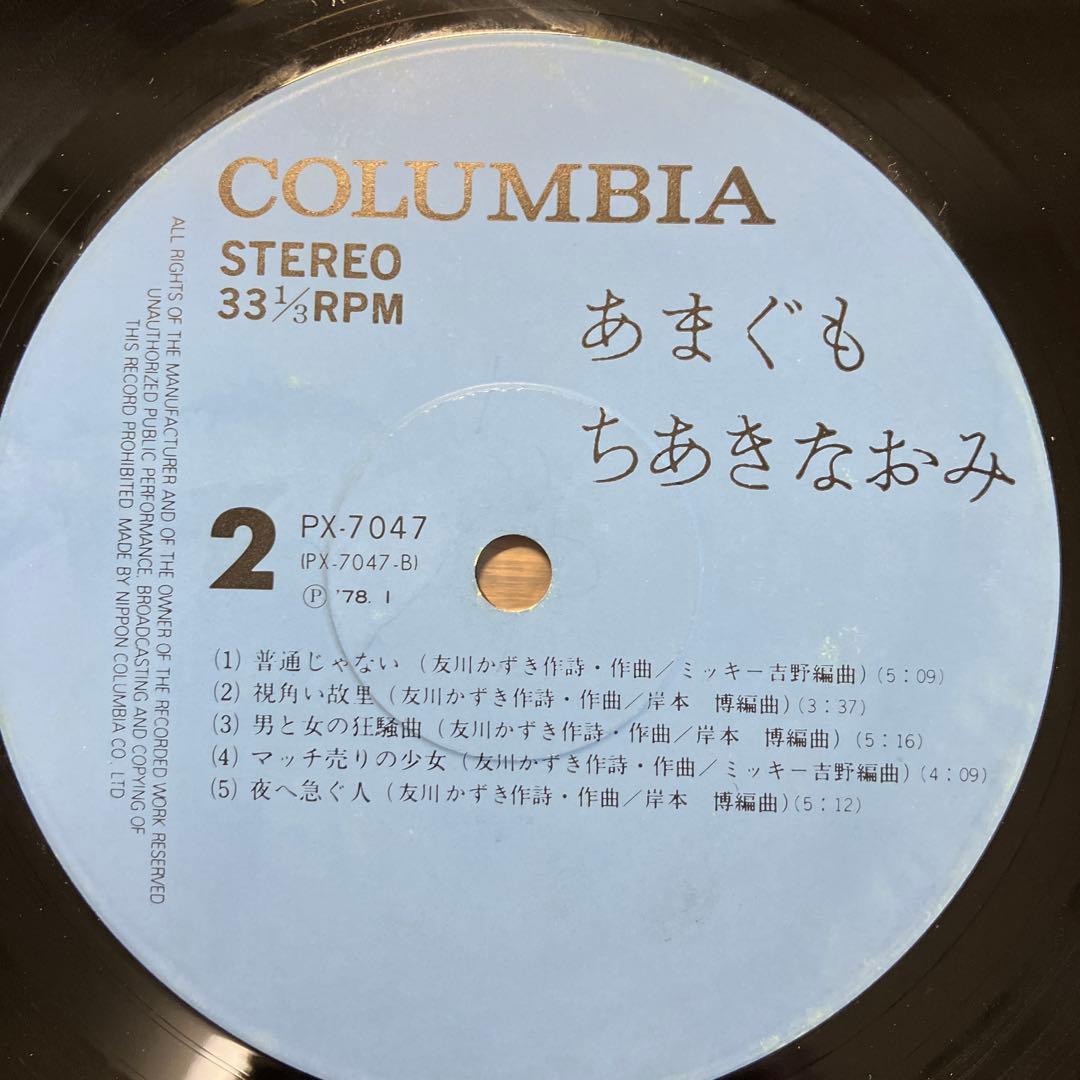 COLUMBIA
STEREO
33 1/3 RPM
あまぐも
ちあきなおみ
2
PX-7047
(PX-7047-B)
Ⓟ '78. 1
(1) 普通じゃない (友川かずき作詩・作曲/ミッキー吉野編曲) (5:09)
(2) 視角い故里 (友川かずき作詩・作曲/岸本 博編曲) (3:37)
(3) 男と女の狂騒曲 (友川かずき作詩・作曲/岸本 博編曲) (5:16)
(4) マッチ売りの少女 (友川かずき作詩・作曲/ミッキー吉野編曲) (4:09)
(5) 夜へ急ぐ人 (友川かずき作詩・作曲/岸本 博編曲) (5:12)
ALL RIGHTS OF THE MANUFACTURER AND OF THE OWNER OF THE RECORDED WORK RESERVED
UNAUTHORIZED PUBLIC PERFORMANCE, BROADCASTING AND COPYING OF
THIS RECORD PROHIBITED MADE BY NIPPON COLUMBIA CO. LTD